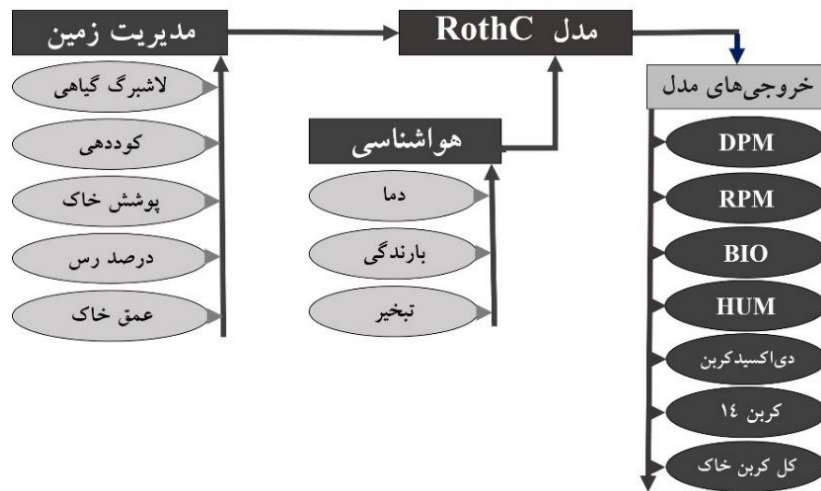 مدیریت زمین
لاشبرگ گیاهی
کوددهی
پوشش خاک
درصد رس
عمق خاک
مدل RothC
هواشناسی
دما
بارندگی
تبخیر
خروجی‌های مدل
DPM
RPM
BIO
HUM
دی‌اکسیدکربن
کربن ١٤
کل کربن خاک